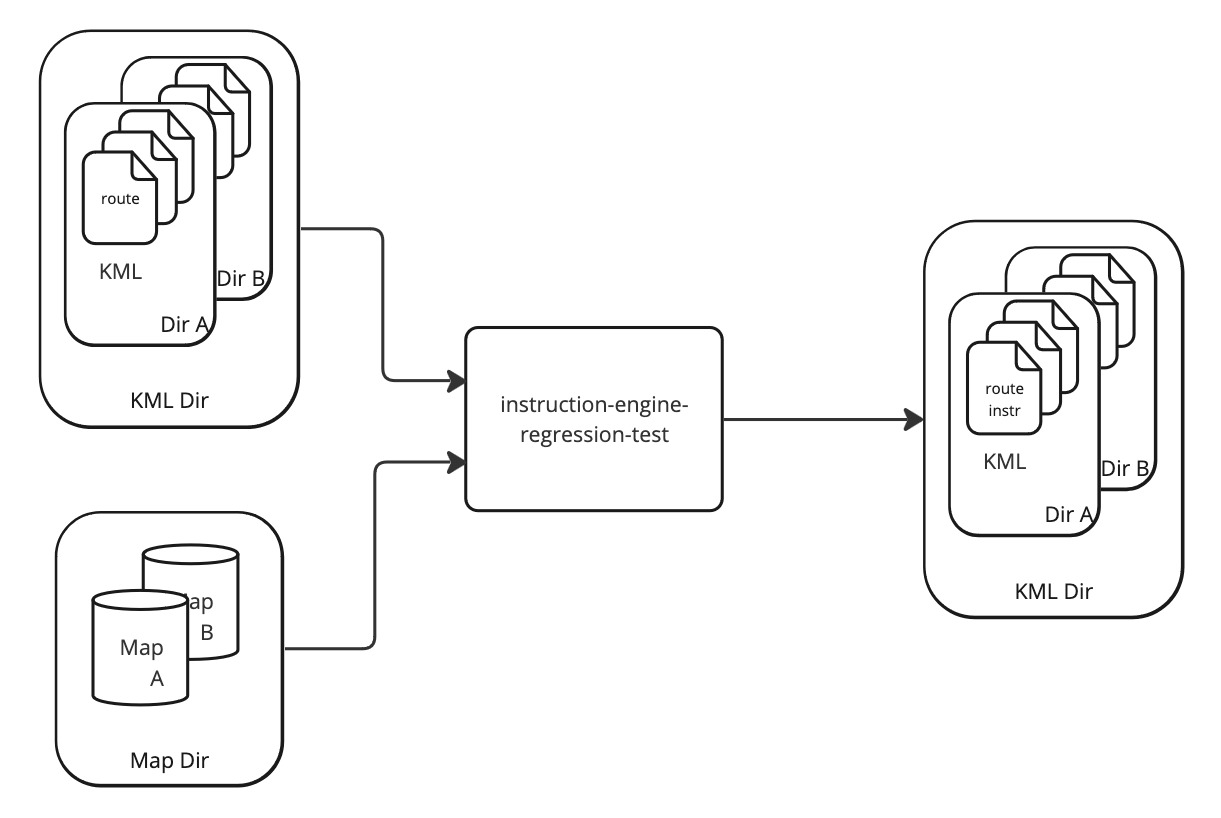 route
KML
Dir B
Dir A
KML Dir
instruction-engine-
regression-test
route
instr
KML
Dir B
Dir A
KML Dir
B
Map
A
Map Dir